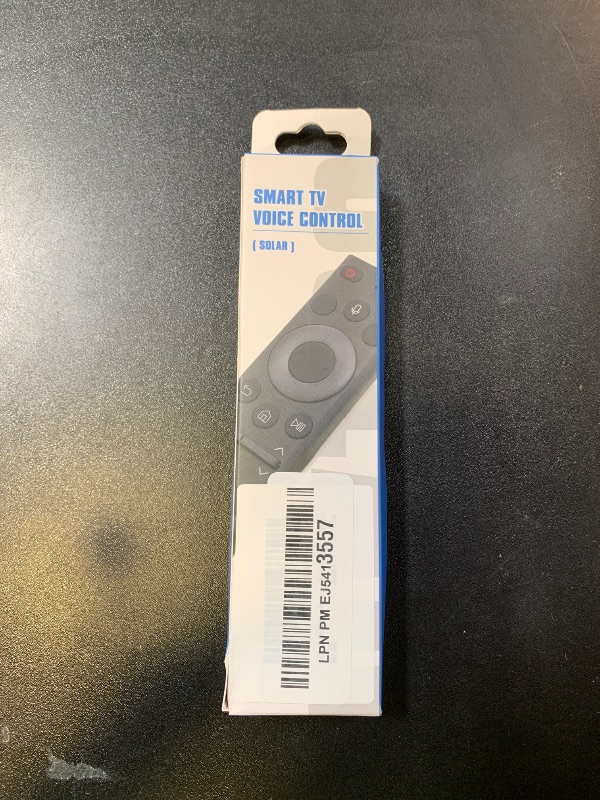 SMART TV
VOICE CONTROL
[ SOLAR ]
LPN PM EJ5413557